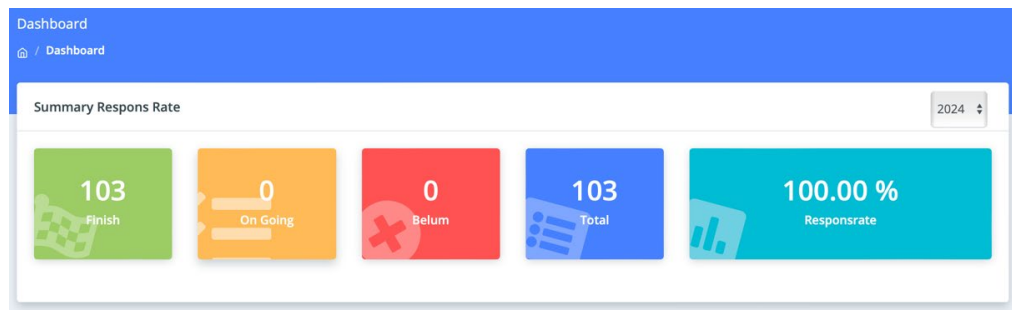 Dashboard
/ Dashboard
Summary Respons Rate
2024
103
Finish
0
On Going
0
Belum
103
Total
100.00 %
Responsrate